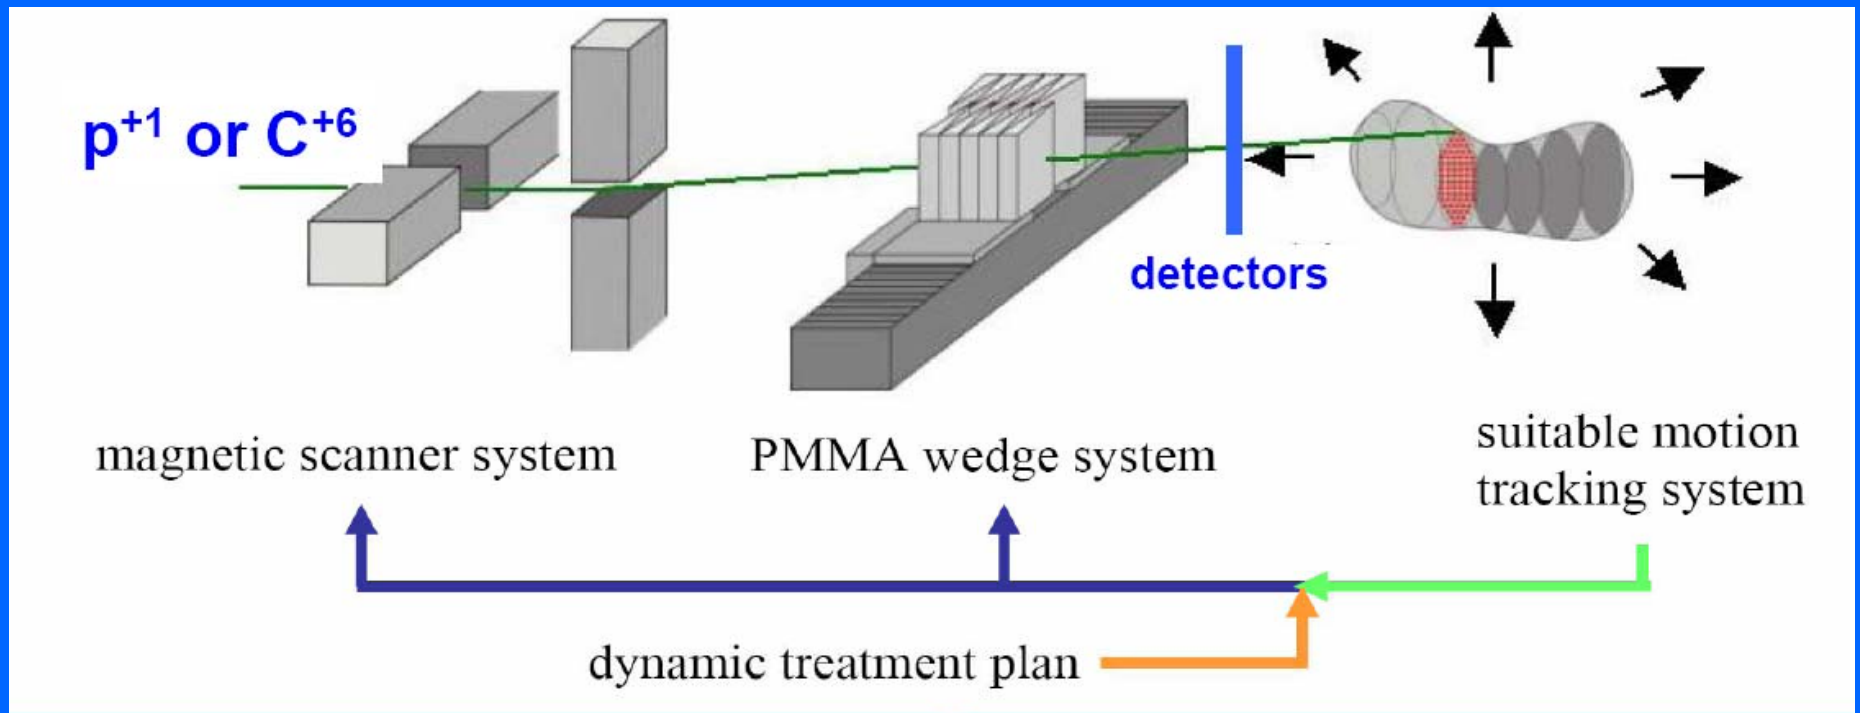 p+1 or C+6
detectors
magnetic scanner system
PMMA wedge system
suitable motion
tracking system
dynamic treatment plan